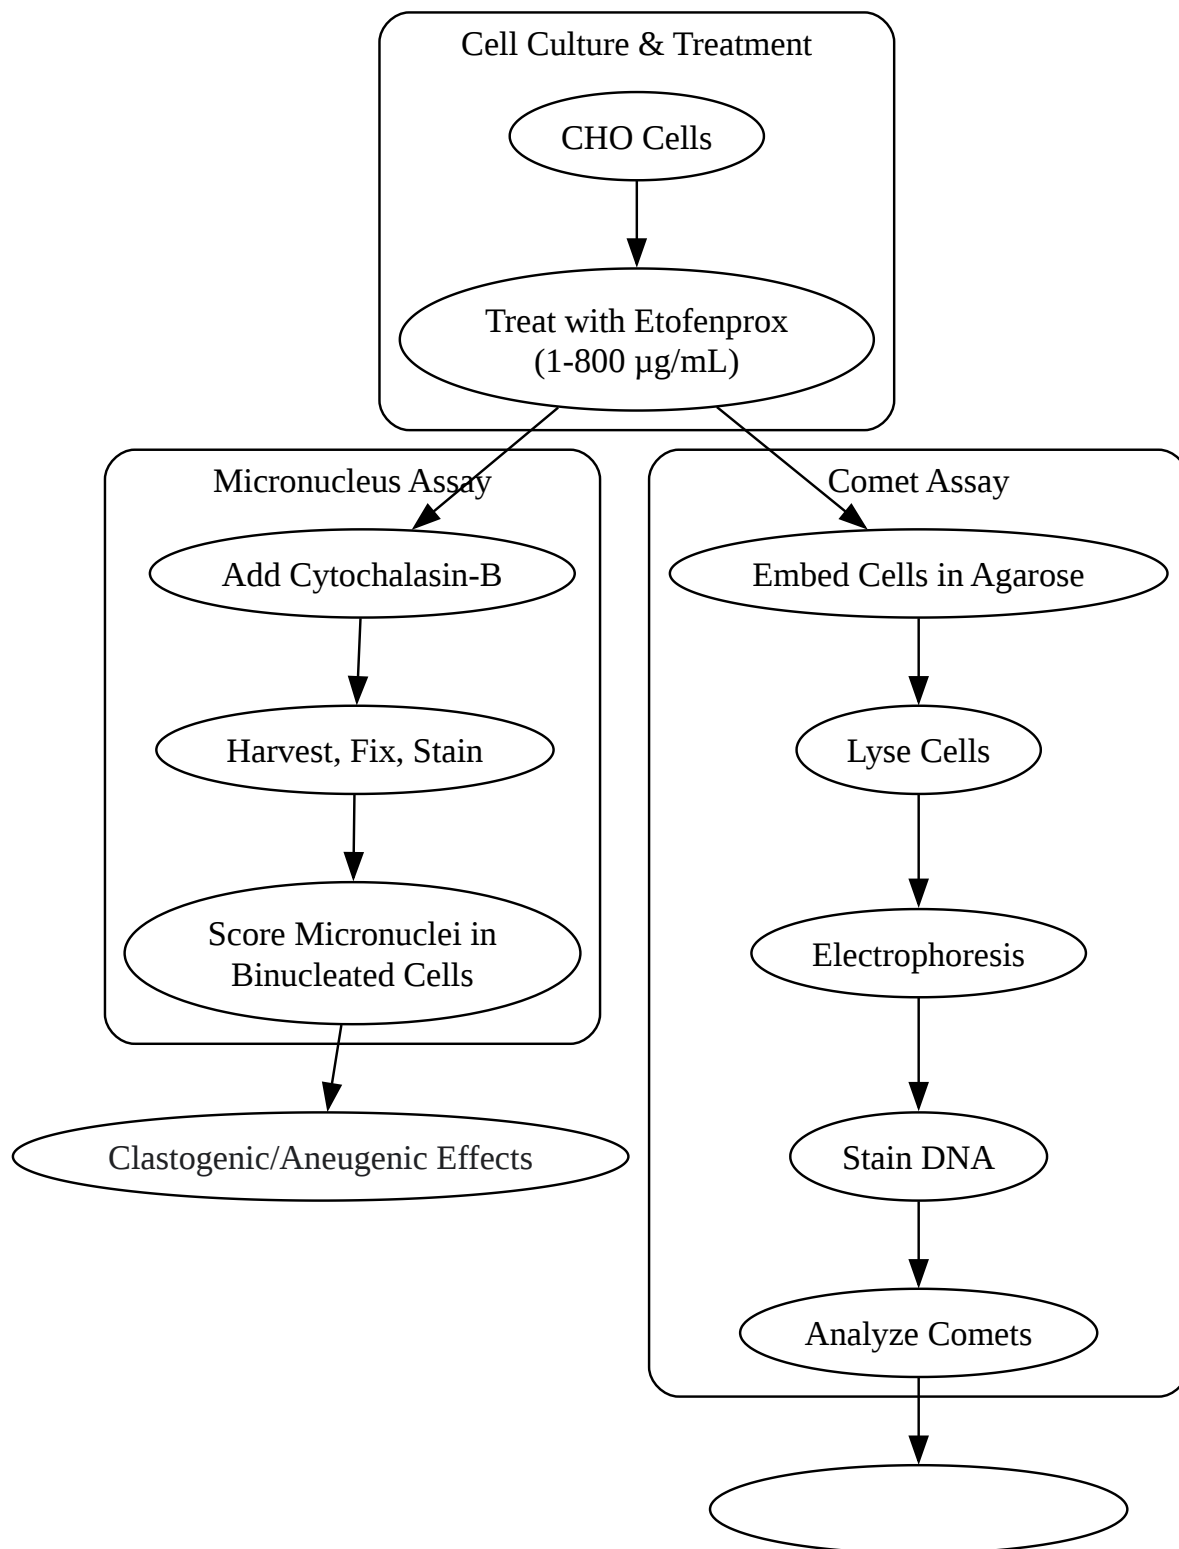 Cell Culture & Treatment
CHO Cells
Treat with Etofenprox
(1-800 µg/mL)
Micronucleus Assay
Add Cytochalasin-B
Harvest, Fix, Stain
Score Micronuclei in
Binucleated Cells
Clastogenic/Aneugenic Effects
Comet Assay
Embed Cells in Agarose
Lyse Cells
Electrophoresis
Stain DNA
Analyze Comets